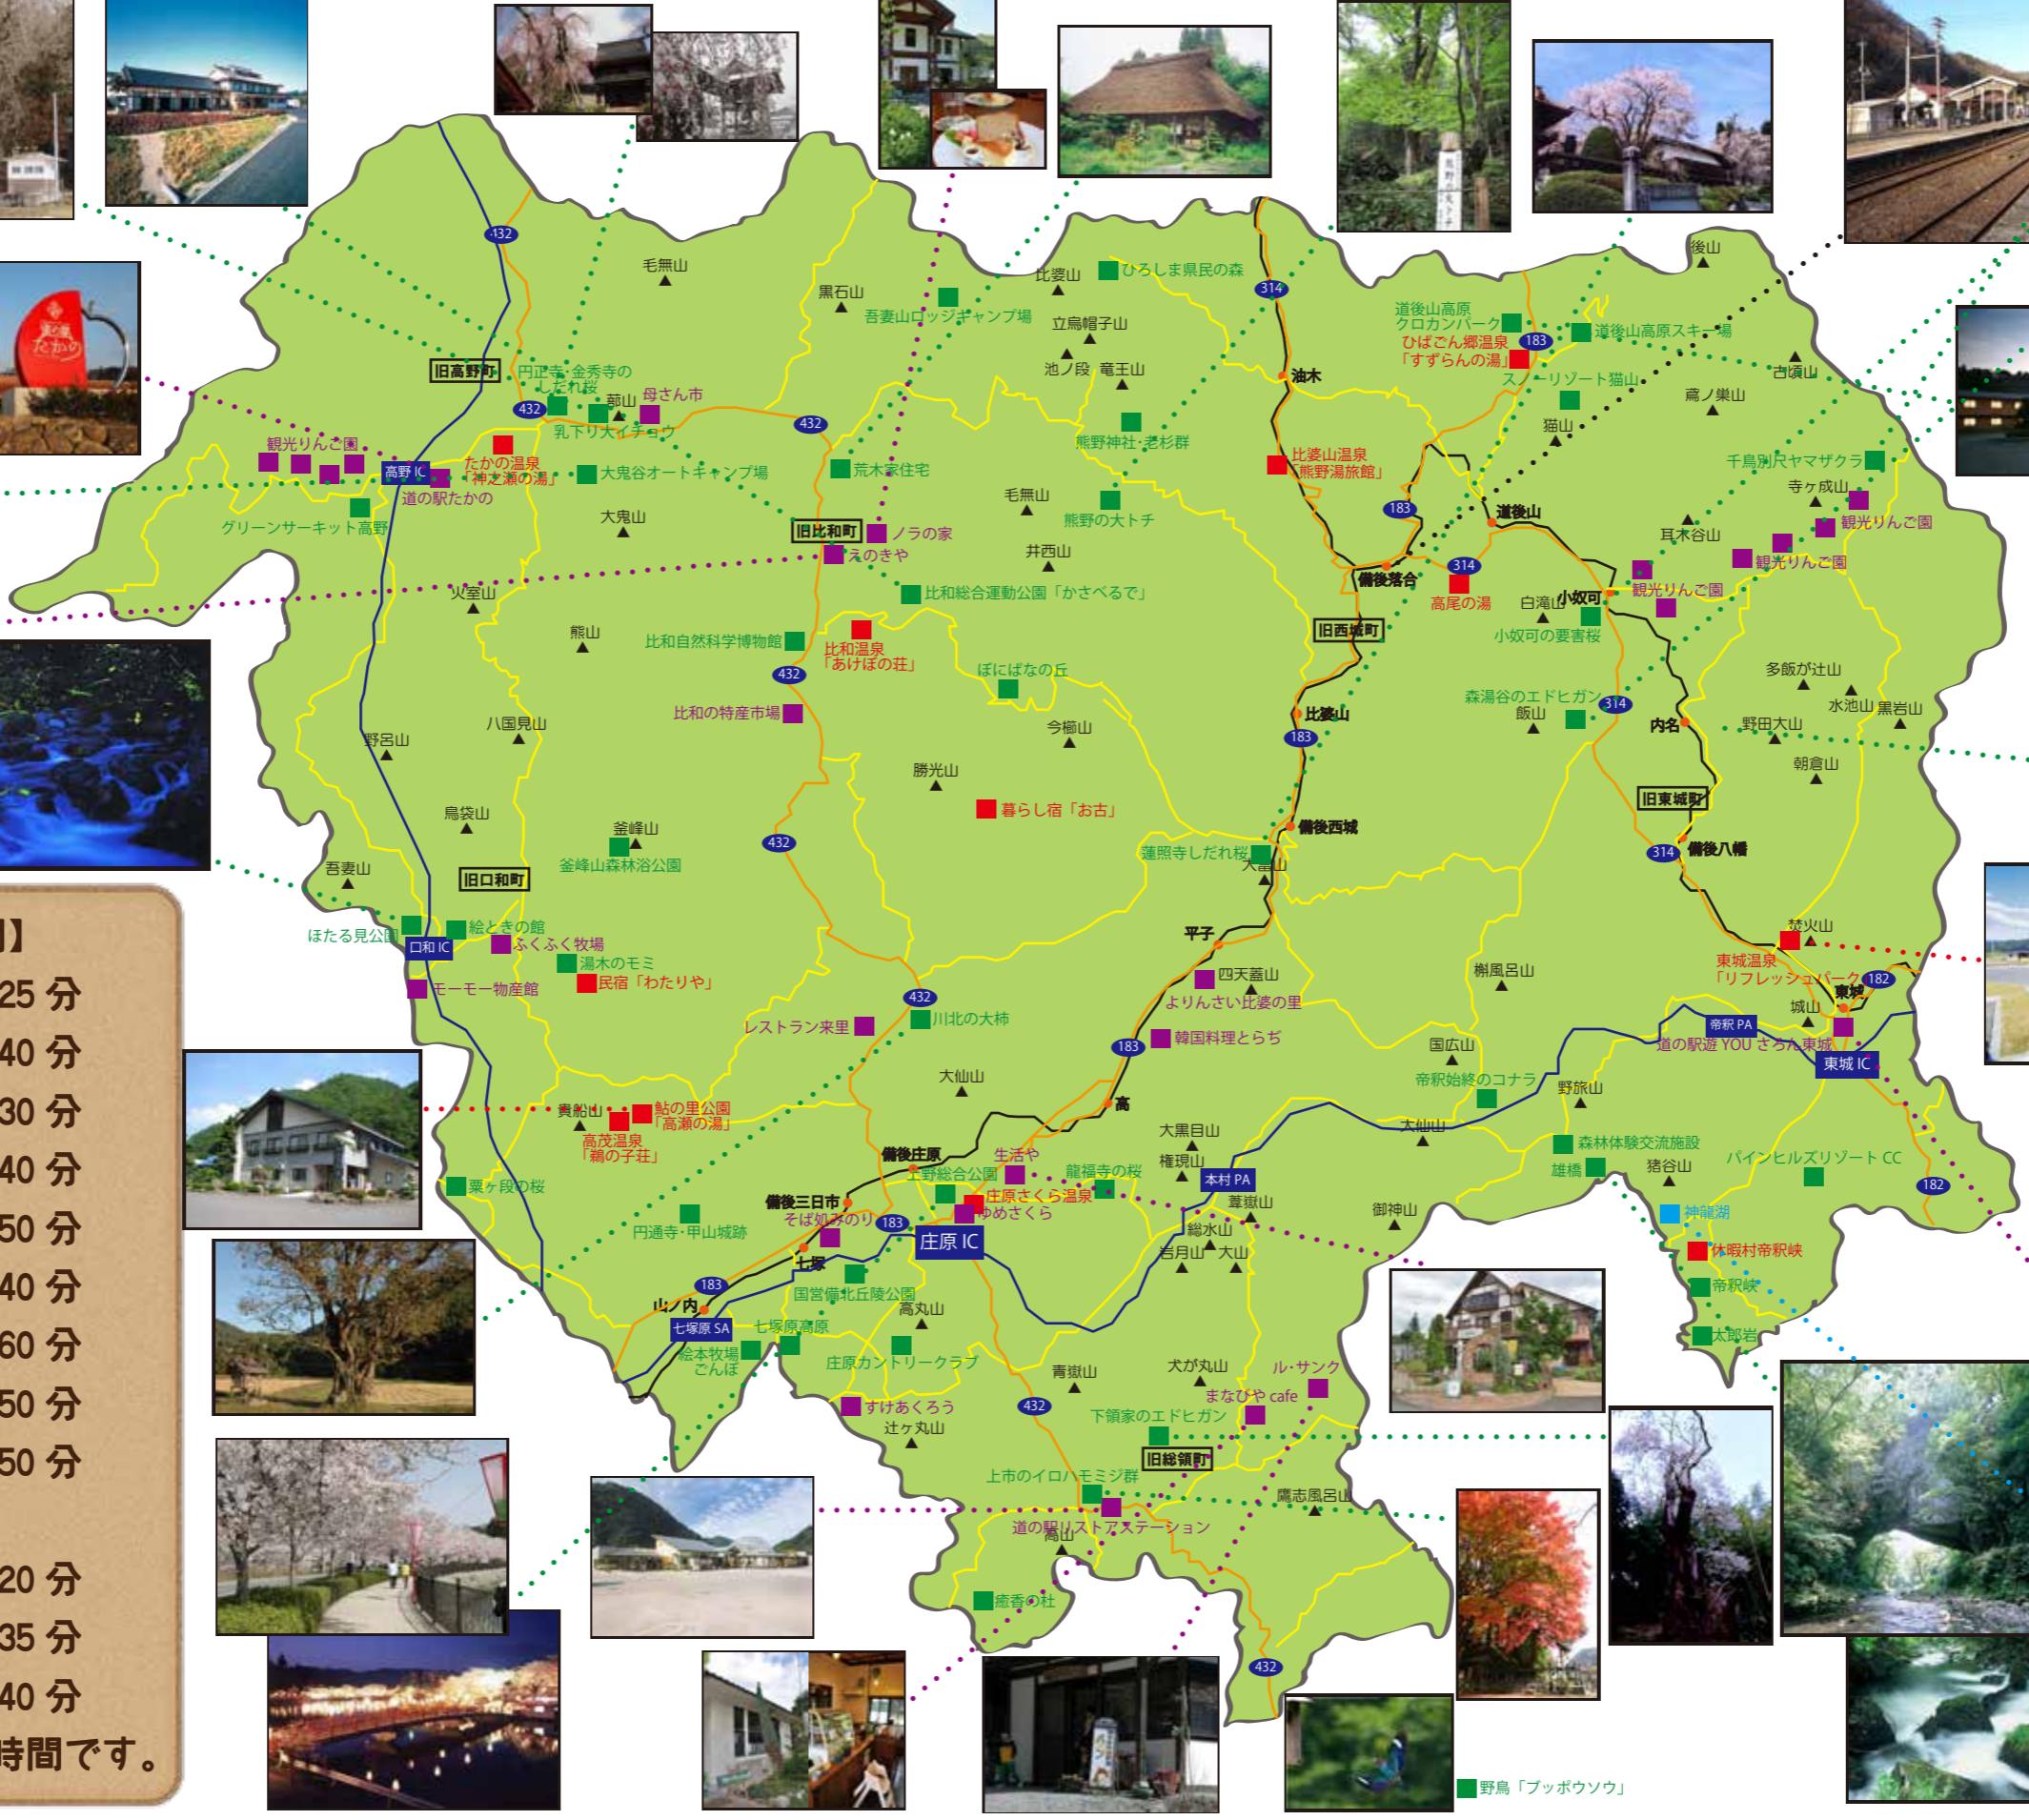 432
毛無山
黒石山
比婆山
ひろしま県民の森
314
後山
吾妻山ロッジキャンプ場
立烏帽子山
池ノ段
竜王山
道後山高原
クロカンパーク
道後山高原スキー場
183
ひばごん郷温泉
「すずらんの湯」
スノーリゾート猫山
猫山
古頃山
鳶ノ巣山
旧高野町
円正寺・金秀寺の
しだれ桜
432
母さん市
乳下り大イチョウ
432
油木
熊野神社・老杉群
観光りんご園
高野 IC
道の駅たかの
たかの温泉
「神之瀬の湯」
大鬼谷オートキャンプ場
荒木家住宅
比婆山温泉
「熊野湯旅館」
千鳥別尺ヤマザクラ
グリーンサーキット高野
大鬼山
旧比和町
ノラの家
えのきや
毛無山
熊野の大トチ
井西山
183
道後山
寺ヶ成山
観光りんご園
耳木谷山
観光りんご園
備後落合
314
高尾の湯
観光りんご園
小奴可
白滝山
小奴可の要害桜
火室山
比和総合運動公園「かさべるで」
熊山
比和自然科学博物館
比和温泉
「あけぼの荘」
旧西城町
432
ぼにばなの丘
多飯が辻山
水池山
黒岩山
森湯谷のエドヒガン
314
飯山
内名
野田大山
比和の特産市場
比婆山
183
八国見山
野呂山
今櫛山
勝光山
朝倉山
暮らし宿「お古」
旧東城町
鳥袋山
釜峰山
釜峰山森林浴公園
432
備後西城
蓮照寺しだれ桜
大富山
314
備後八幡
吾妻山
旧口和町
ほたる見公園
口和 IC
絵ときの館
ふくふく牧場
湯木のモミ
民宿「わたりや」
モーモー物産館
平子
四天蓋山
よりんさい比婆の里
槲風呂山
焚火山
東城温泉
「リフレッシュパーク
182
東城
城山
帝釈 PA
道の駅遊 YOU さろん東城
東城 IC
432
レストラン来里
川北の大柿
183
韓国料理とらぢ
国広山
帝釈始終のコナラ
野旅山
大仙山
高
貴船山
鮎の里公園
「高瀬の湯」
高茂温泉
「鵜の子荘」
大黒目山
権現山
大仙山
森林体験交流施設
雄橋
猪谷山
パインヒルズリゾート CC
182
備後庄原
上野総合公園
生活や
龍福寺の桜
本村 PA
葦嶽山
粟ヶ段の桜
備後三日市
庄原さくら温泉
ゆめさくら
そば処みのり
183
庄原 IC
円通寺・甲山城跡
七塚
総水山
岩月山
大山
御神山
神龍湖
休暇村帝釈峡
帝釈峡
太郎岩
国営備北丘陵公園
183
山ノ内
七塚原 SA
七塚原高原
高丸山
絵本牧場
ごんぼ
庄原カントリークラブ
青嶽山
犬が丸山
ル・サンク
まなびや cafe
すけあくろう
辻ヶ丸山
432
下領家のエドヒガン
旧総領町
上市のイロハモミジ群
道の駅リストアステーション
鷹志風呂山
高山
癒香の杜
432
野鳥「ブッポウソウ」
】
25 分
40 分
30 分
40 分
50 分
40 分
60 分
50 分
50 分
20 分
35 分
40 分
時間です。